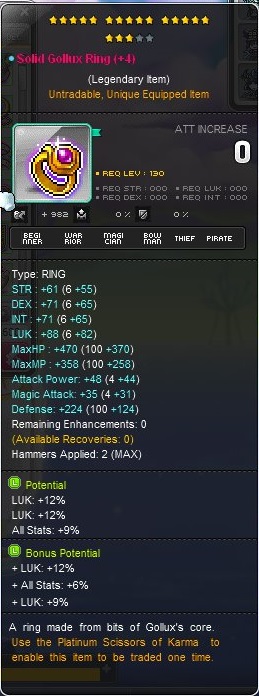 Solid Gollux Ring (+4)
(Legendary Item)
Untradable, Unique Equipped Item
ATT INCREASE
0
REQ LEV : 130
REQ STR : 000
REQ LUK : 000
REQ DEX : 000
REQ INT : 000
+ 982
0 %
0 %
BEGINNER WARRIOR MAGICIAN BOWMAN THIEF PIRATE
Type: RING
STR : +61 (6 +55)
DEX : +71 (6 +65)
INT : +71 (6 +65)
LUK : +88 (6 +82)
MaxHP : +470 (100 +370)
MaxMP : +358 (100 +258)
Attack Power: +48 (4 +44)
Magic Attack: +35 (4 +31)
Defense: +224 (100 +124)
Remaining Enhancements: 0
(Available Recoveries: 0)
Hammers Applied: 2 (MAX)
L Potential
LUK: +12%
LUK: +12%
All Stats: +9%
L Bonus Potential
+ LUK: +12%
+ All Stats: +6%
+ LUK: +9%
A ring made from bits of Gollux's core.
Use the Platinum Scissors of Karma to
enable this item to be traded one time.